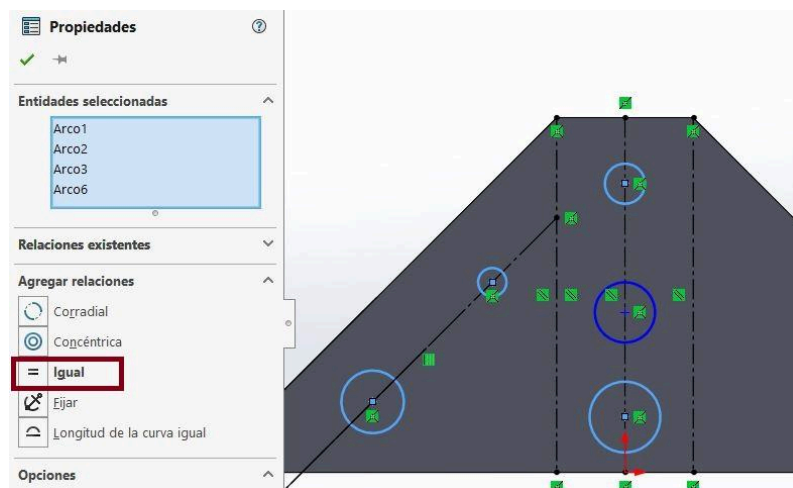 Propiedades
Entidades seleccionadas
Arco1
Arco2
Arco3
Arco6
Relaciones existentes
Agregar relaciones
Corradial
Concéntrica
Igual
Fijar
Longitud de la curva igual
Opciones